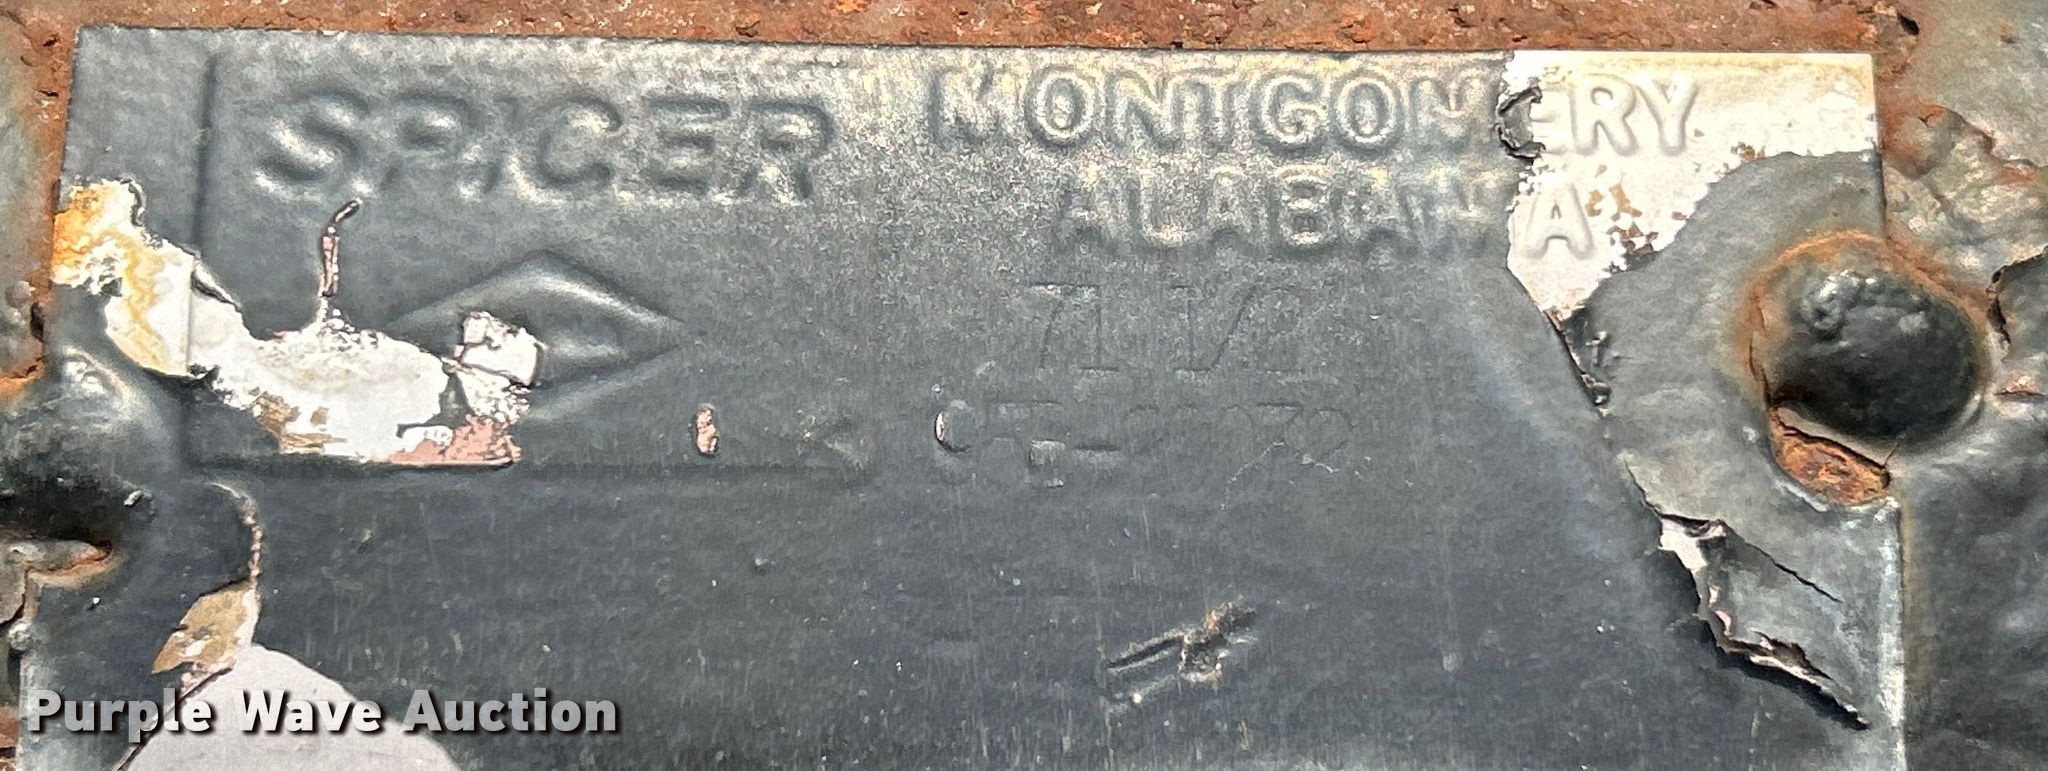 SPICER
MONTGOMERY
ALABAMA
Purple Wave Auction